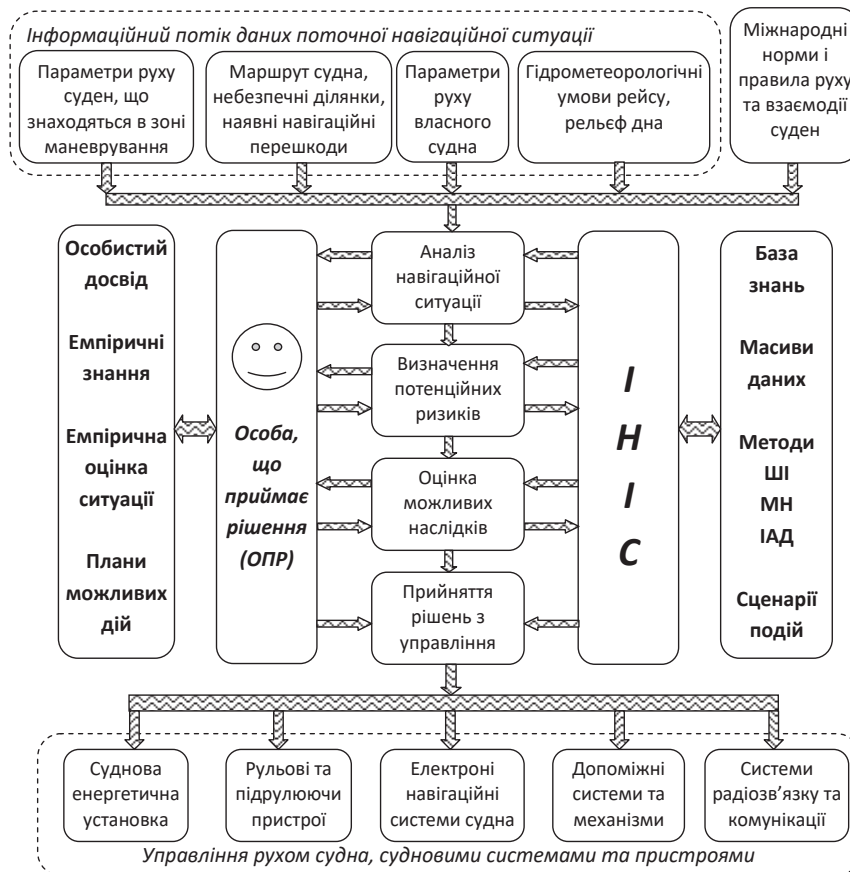 Інформаційний потік даних поточної навігаційної ситуації
Параметри руху
суден, що
знаходяться в зоні
маневрування
Маршрут судна,
небезпечні ділянки,
наявні навігаційні
перешкоди
Параметри
руху
власного
судна
Гідрометеорологічні
умови рейсу,
рельєф дна
Міжнародні
норми і
правила руху
та взаємодії
суден
Особистий
досвід
Емпіричні
знання
Емпірична
оцінка
ситуації
Плани
можливих
дій
Особа,
що
приймає
рішення
(ОПР)
Аналіз
навігаційної
ситуації
Визначення
потенційних
ризиків
Оцінка
можливих
наслідків
Прийняття
рішень з
управління
І
Н
І
С
База
знань
Масиви
даних
Методи
ШІ
МН
ІАД
Сценарії
подій
Суднова
енергетична
установка
Рульові та
підрулюючи
пристрої
Електроні
навігаційні
системи судна
Допоміжні
системи та
механізми
Системи
радіозв’язку та
комунікації
Управління рухом судна, судновими системами та пристроями